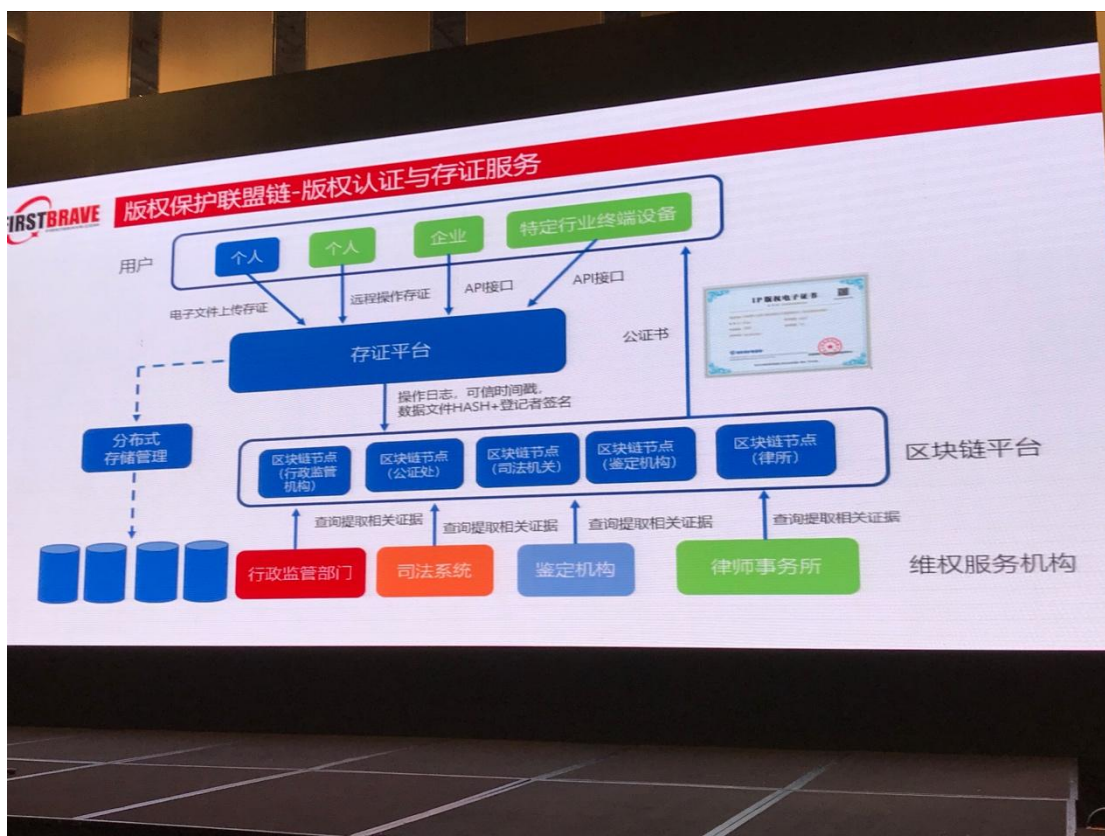 FIRSTBRAVE
版权保护联盟链-版权认证与存证服务
用户
个人
个人
企业
特定行业终端设备
电子文件上传存证
远程操作存证
API接口
API接口
存证平台
公证书
IP版权电子证书
操作日志,可信时间戳,
数据文件HASH+登记者签名
分布式
存储管理
区块链节点
(行政监管
机构)
区块链节点
(公证处)
区块链节点
(司法机关)
区块链节点
(鉴定机构)
区块链节点
(律所)
区块链平台
查询提取相关证据
查询提取相关证据
查询提取相关证据
查询提取相关证据
行政监管部门
司法系统
鉴定机构
律师事务所
维权服务机构